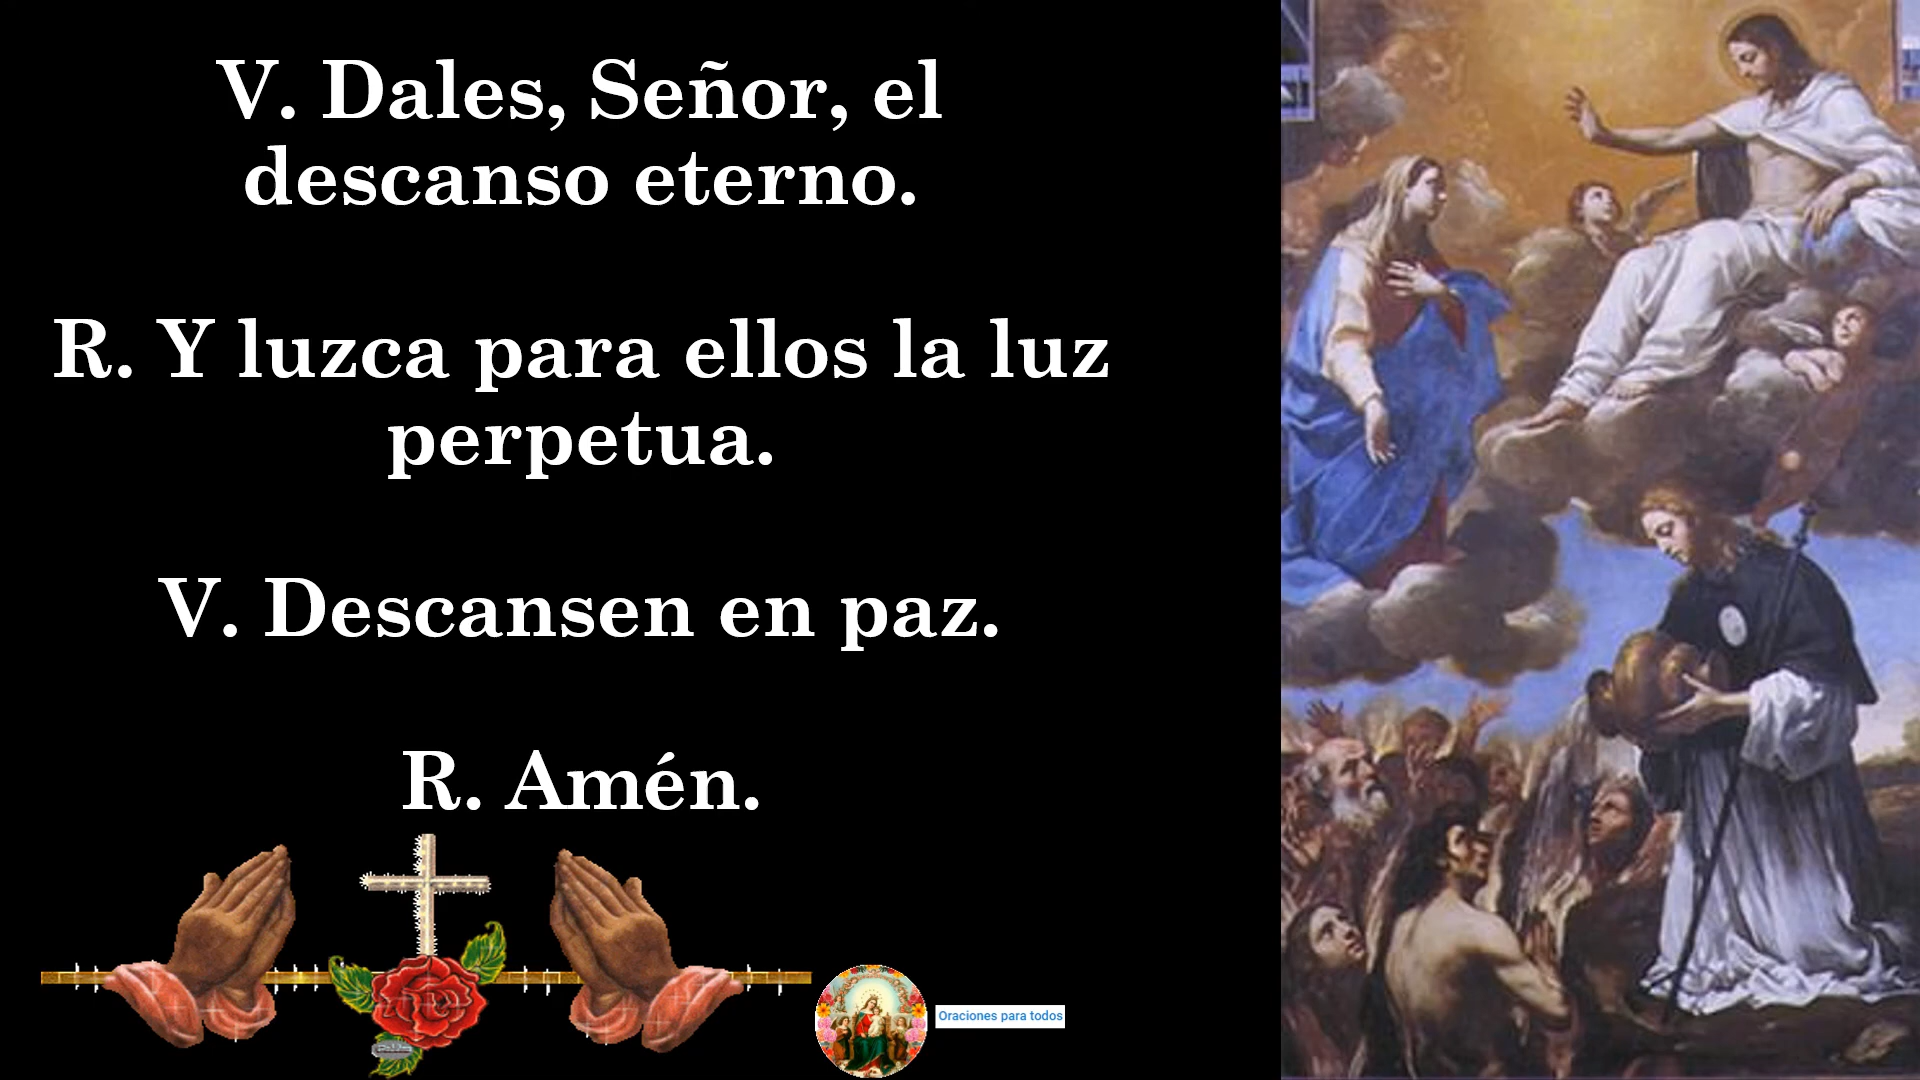 V. Dales, Señor, el
descanso eterno.
R. Y luzca para ellos la luz
perpetua.
V. Descansen en paz.
R. Amén.
Oraciones para todos